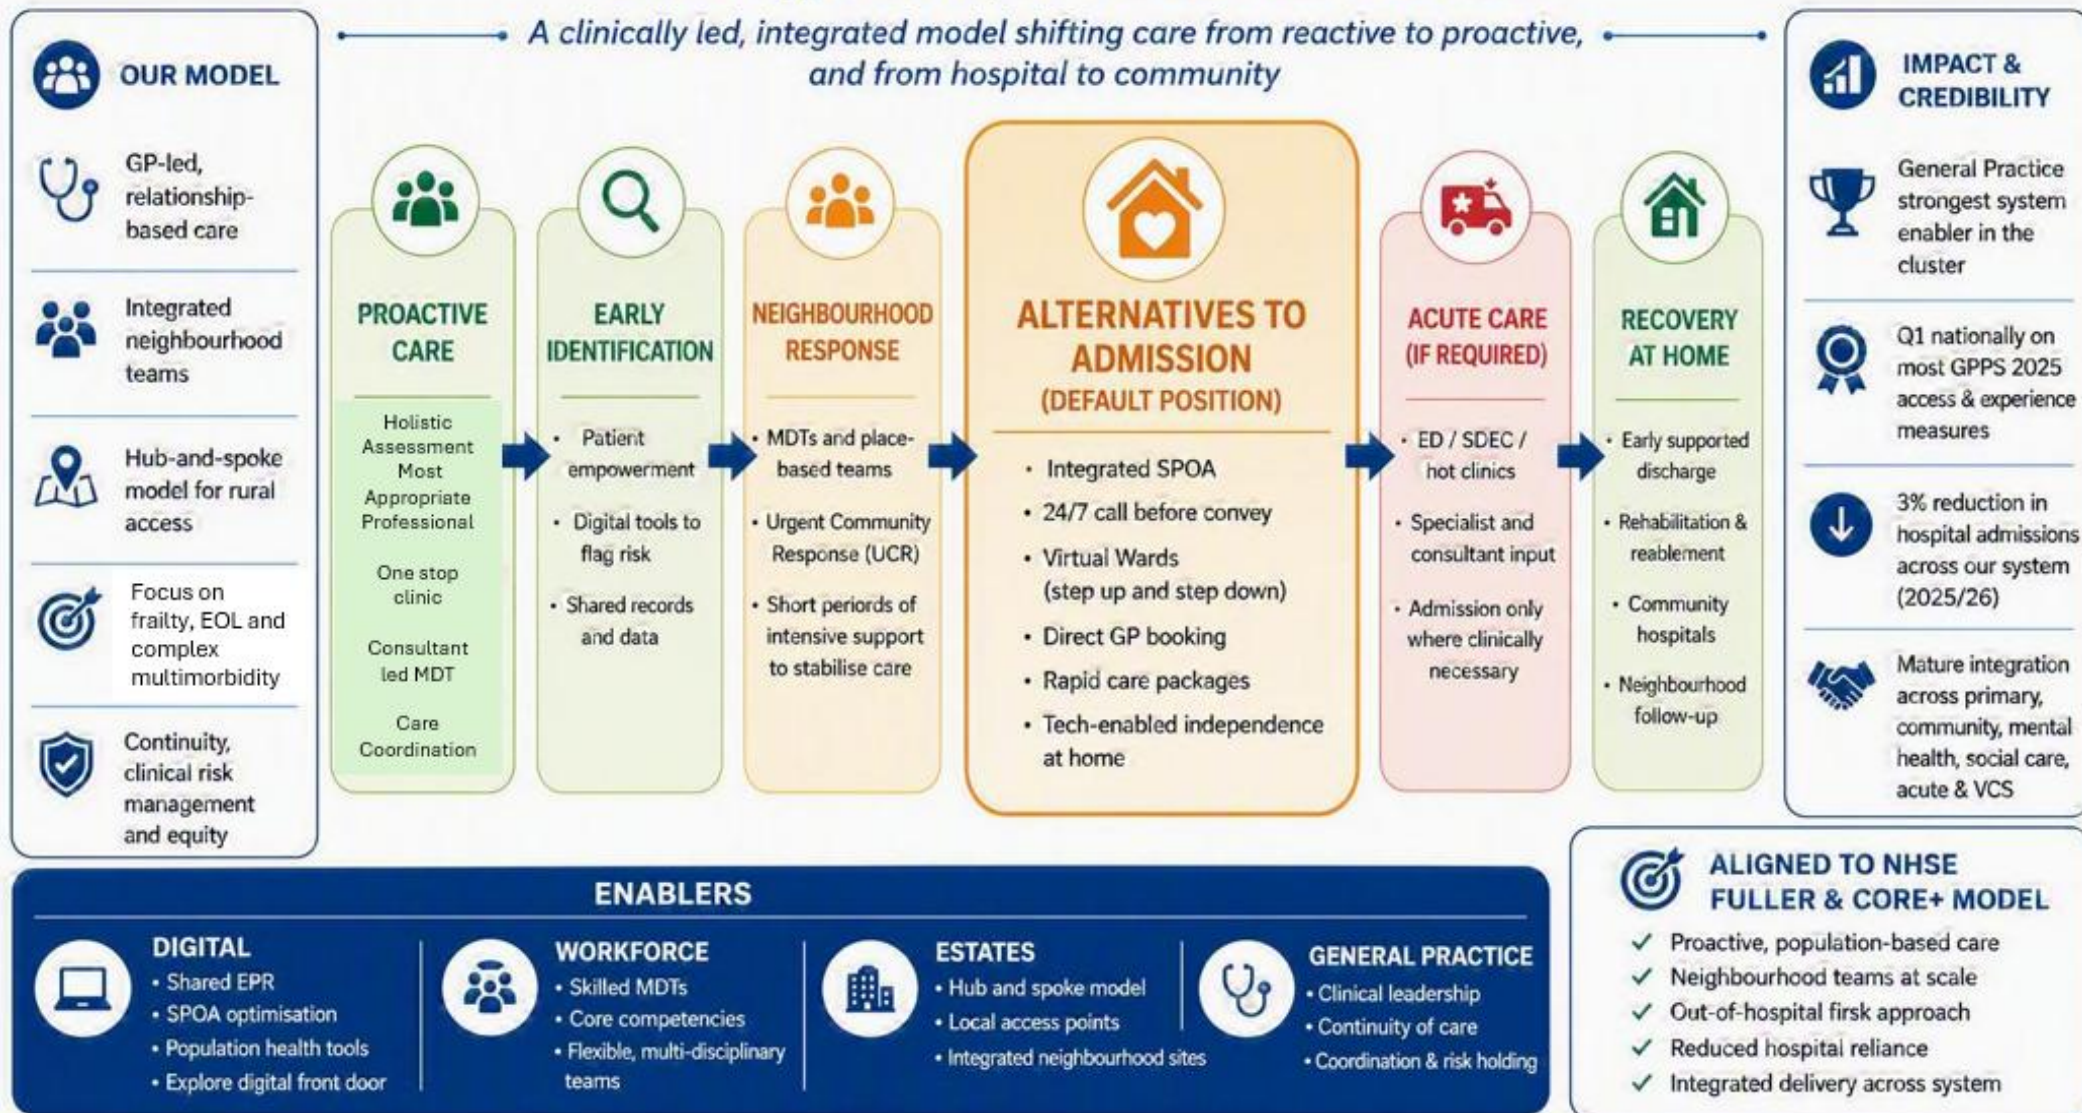 A clinically led, integrated model shifting care from reactive to proactive,
and from hospital to community
OUR MODEL
GP-led,
relationship-
based care
Integrated
neighbourhood
teams
Hub-and-spoke
model for rural
access
Focus on
frailty, EOL and
complex
multimorbidity
Continuity,
clinical risk
management
and equity
PROACTIVE
CARE
Holistic
Assessment
Most
Appropriate
Professional
One stop
clinic
Consultant
led MDT
Care
Coordination
EARLY
IDENTIFICATION
• Patient
empowerment
• Digital tools to
flag risk
• Shared records
and data
NEIGHBOURHOOD
RESPONSE
• MDTs and place-
based teams
• Urgent Community
Response (UCR)
• Short periords of
intensive support
to stabilise care
ALTERNATIVES TO
ADMISSION
(DEFAULT POSITION)
• Integrated SPOA
• 24/7 call before convey
• Virtual Wards
(step up and step down)
• Direct GP booking
• Rapid care packages
• Tech-enabled independence
at home
ACUTE CARE
(IF REQUIRED)
• ED / SDEC /
hot clinics
• Specialist and
consultant input
• Admission only
where clinically
necessary
RECOVERY
AT HOME
• Early supported
discharge
• Rehabilitation &
reablement
• Community
hospitals
• Neighbourhood
follow-up
IMPACT &
CREDIBILITY
General Practice
strongest system
enabler in the
cluster
Q1 nationally on
most GPPS 2025
access & experience
measures
3% reduction in
hospital admissions
across our system
(2025/26)
Mature integration
across primary,
community, mental
health, social care,
acute & VCS
ENABLERS
DIGITAL
• Shared EPR
• SPOA optimisation
• Population health tools
• Explore digital front door
WORKFORCE
• Skilled MDTs
• Core competencies
• Flexible, multi-disciplinary
teams
ESTATES
• Hub and spoke model
• Local access points
• Integrated neighbourhood sites
GENERAL PRACTICE
• Clinical leadership
• Continuity of care
• Coordination & risk holding
ALIGNED TO NHSE
FULLER & CORE+ MODEL
✓ Proactive, population-based care
✓ Neighbourhood teams at scale
✓ Out-of-hospital firsk approach
✓ Reduced hospital reliance
✓ Integrated delivery across system